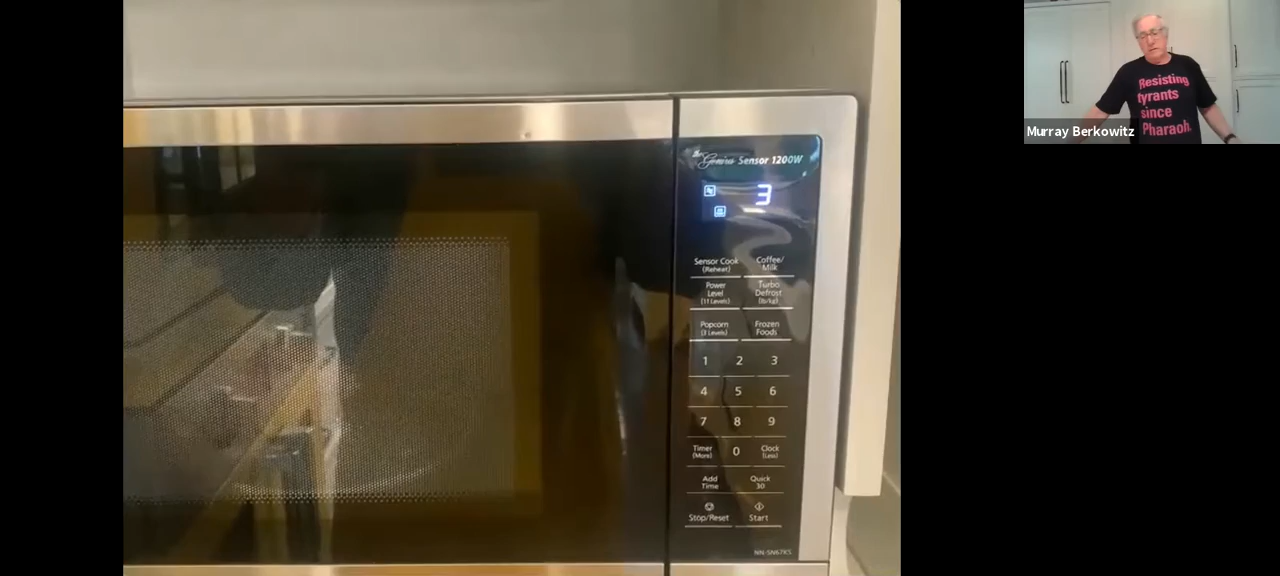 the Genius Sensor 1200W
3
Sensor Cook
(Reheat)
Coffee/
Milk
Power
Level
(11 Levels)
Turbo
Defrost
(lb/kg)
Popcorn
(3 Levels)
Frozen
Foods
1 2 3
4 5 6
7 8 9
Timer
(More)
0
Clock
(Less)
Add
Time
Quick
30
Stop/Reset
Start
Resisting
tyrants
since
Pharaoh.
Murray Berkowitz